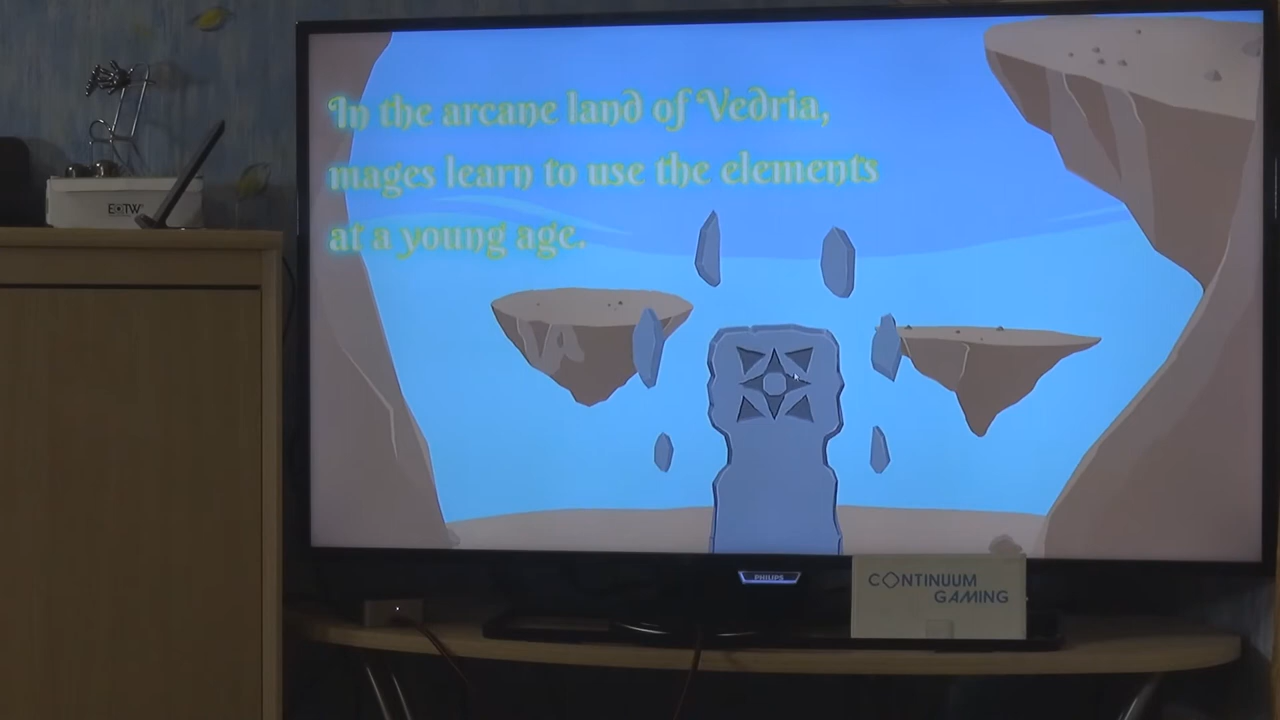 In the arcane land of Vedria,
mages learn to use the elements
at a young age.
PHILIPS
CONTINUUM
GAMING